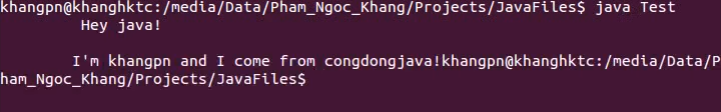 khangpn@khanghktc:/media/Data/Pham_Ngoc_Khang/Projects/JavaFiles$ java Test
Hey java!
I'm khangpn and I come from congdongjava!khangpn@khanghktc:/media/Data/P
ham_Ngoc_Khang/Projects/JavaFiles$